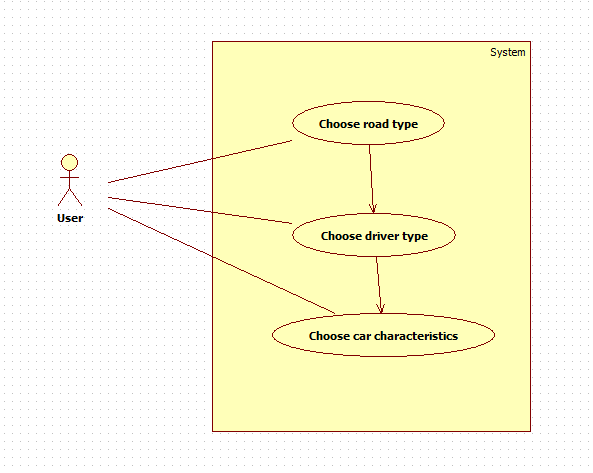 System
Choose road type
User
Choose driver type
Choose car characteristics